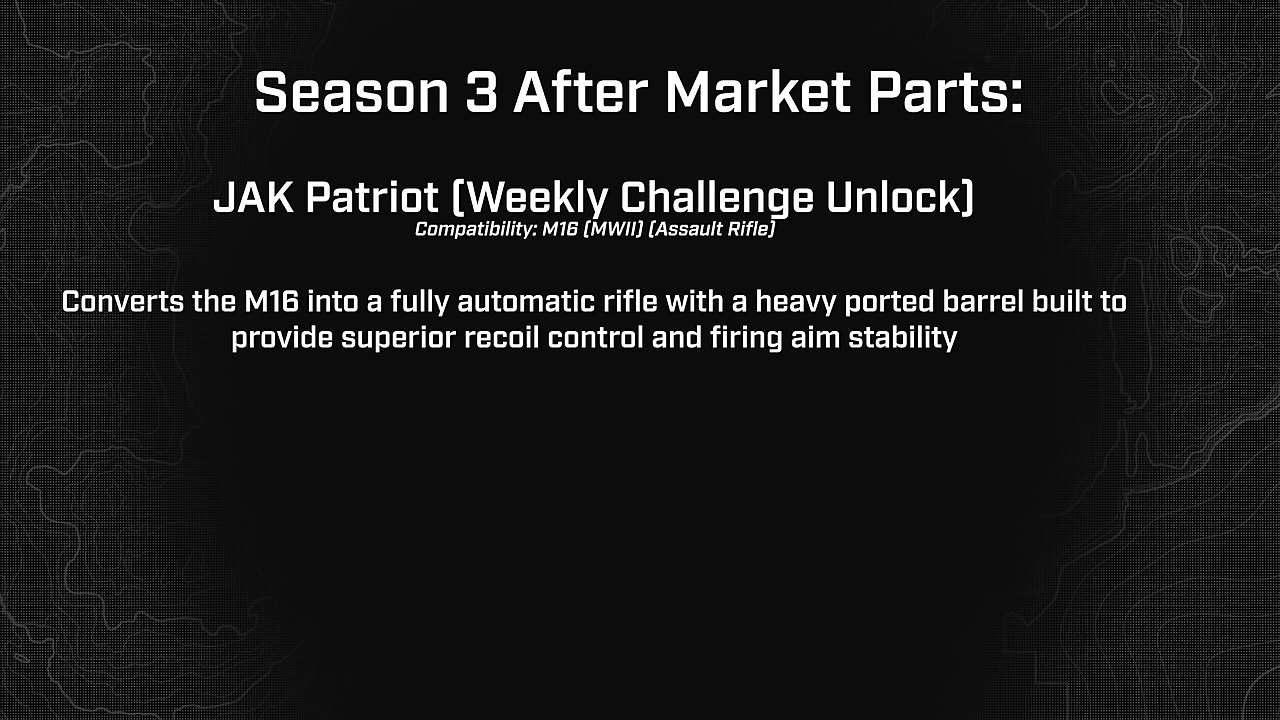 Season 3 After Market Parts:
JAK Patriot (Weekly Challenge Unlock)
Compatibility: M16 (MWII) (Assault Rifle)
Converts the M16 into a fully automatic rifle with a heavy ported barrel built to
provide superior recoil control and firing aim stability